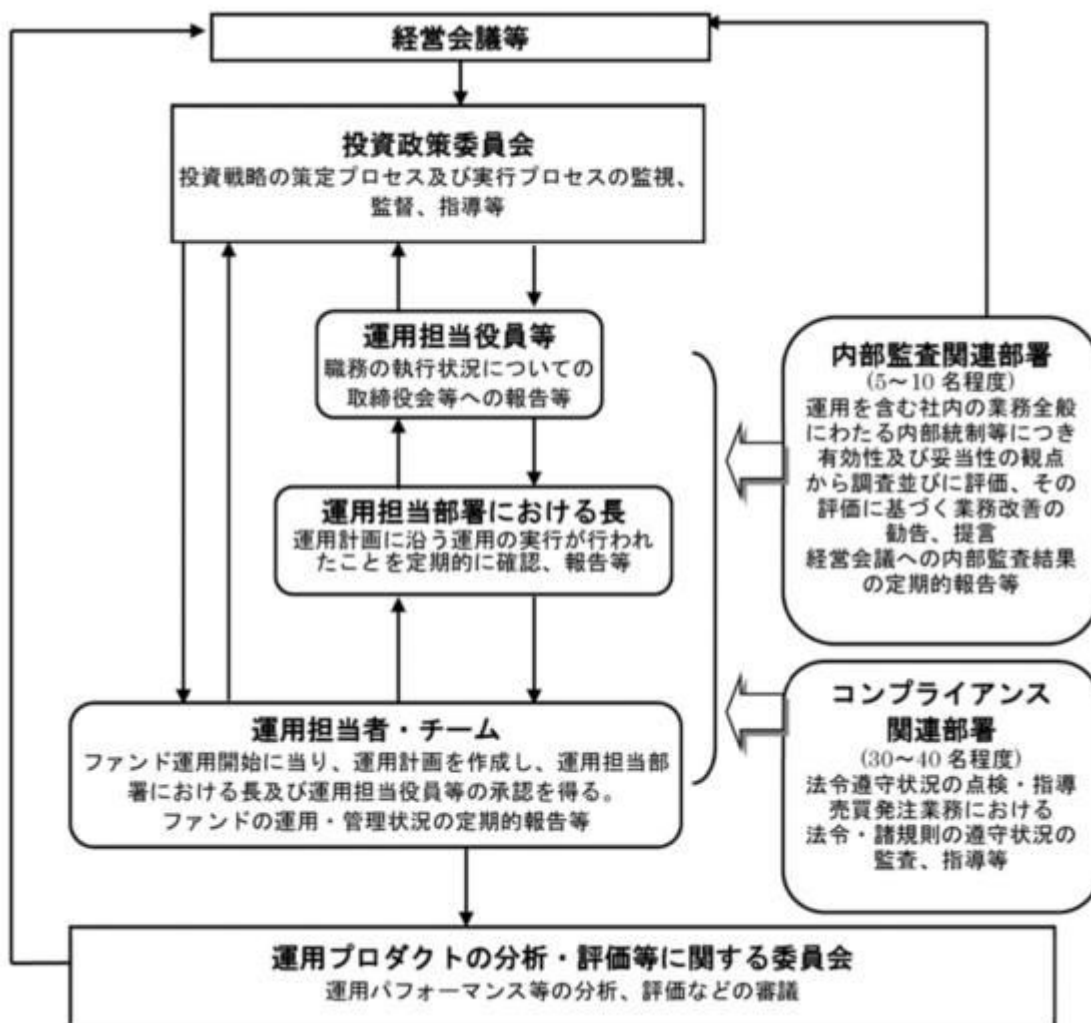 経営会議等
投資政策委員会
投資戦略の策定プロセス及び実行プロセスの監視、
監督、指導等
運用担当役員等
職務の執行状況についての
取締役会等への報告等
運用担当部署における長
運用計画に沿う運用の実行が行われ
たことを定期的に確認、報告等
運用担当者・チーム
ファンド運用開始に当り、運用計画を作成し、運用担当部
署における長及び運用担当役員等の承認を得る。
ファンドの運用・管理状況の定期的報告等
内部監査関連部署
(5～10 名程度)
運用を含む社内の業務全般
にわたる内部統制等につき
有効性及び妥当性の観点
から調査並びに評価、その
評価に基づく業務改善の
勧告、提言
経営会議への内部監査結果
の定期的報告等
コンプライアンス
関連部署
(30～40 名程度)
法令遵守状況の点検・指導
売買発注業務における
法令・諸規則の遵守状況の
監査、指導等
運用プロダクトの分析・評価等に関する委員会
運用パフォーマンス等の分析、評価などの審議